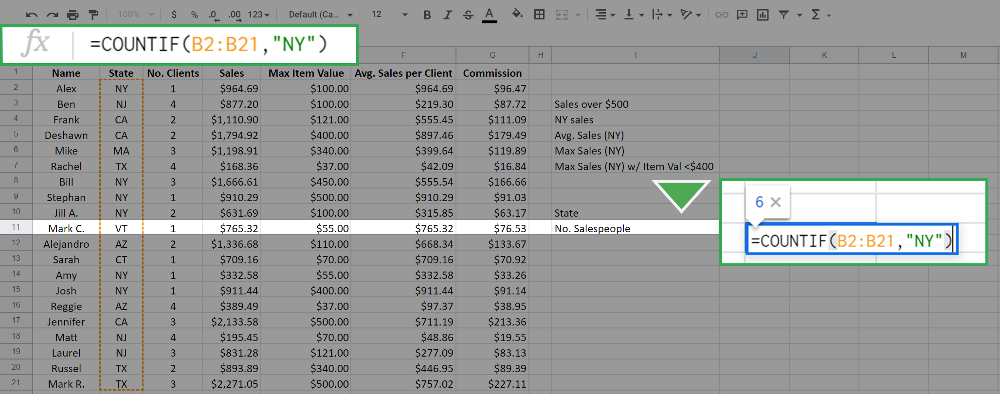 100% $ % .0 .00 123 Default (Ca... 12 B I S A Σ
fx =COUNTIF(B2:B21,"NY")
F G H I J K L M
1 Name State No. Clients Sales Max Item Value Avg. Sales per Client Commission
2 Alex NY 1 $964.69 $100.00 $964.69 $96.47
3 Ben NJ 4 $877.20 $100.00 $219.30 $87.72 Sales over $500
4 Frank CA 2 $1,110.90 $121.00 $555.45 $111.09 NY sales
5 Deshawn CA 2 $1,794.92 $400.00 $897.46 $179.49 Avg. Sales (NY)
6 Mike MA 3 $1,198.91 $340.00 $399.64 $119.89 Max Sales (NY)
7 Rachel TX 4 $168.36 $37.00 $42.09 $16.84 Max Sales (NY) w/ Item Val <$400
8 Bill NY 3 $1,666.61 $450.00 $555.54 $166.66
9 Stephan NY 1 $910.29 $500.00 $910.29 $91.03 6 ×
10 Jill A. NY 2 $631.69 $100.00 $315.85 $63.17 State
11 Mark C. VT 1 $765.32 $55.00 $765.32 $76.53 No. Salespeople =COUNTIF(B2:B21,"NY")
12 Alejandro AZ 2 $1,336.68 $110.00 $668.34 $133.67
13 Sarah CT 1 $709.16 $70.00 $709.16 $70.92
14 Amy NY 1 $332.58 $55.00 $332.58 $33.26
15 Josh NY 1 $911.44 $400.00 $911.44 $91.14
16 Reggie AZ 4 $389.49 $37.00 $97.37 $38.95
17 Jennifer CA 3 $2,133.58 $500.00 $711.19 $213.36
18 Matt NJ 4 $195.45 $70.00 $48.86 $19.55
19 Laurel NJ 3 $831.28 $121.00 $277.09 $83.13
20 Russel TX 2 $893.89 $340.00 $446.95 $89.39
21 Mark R. TX 3 $2,271.05 $500.00 $757.02 $227.11